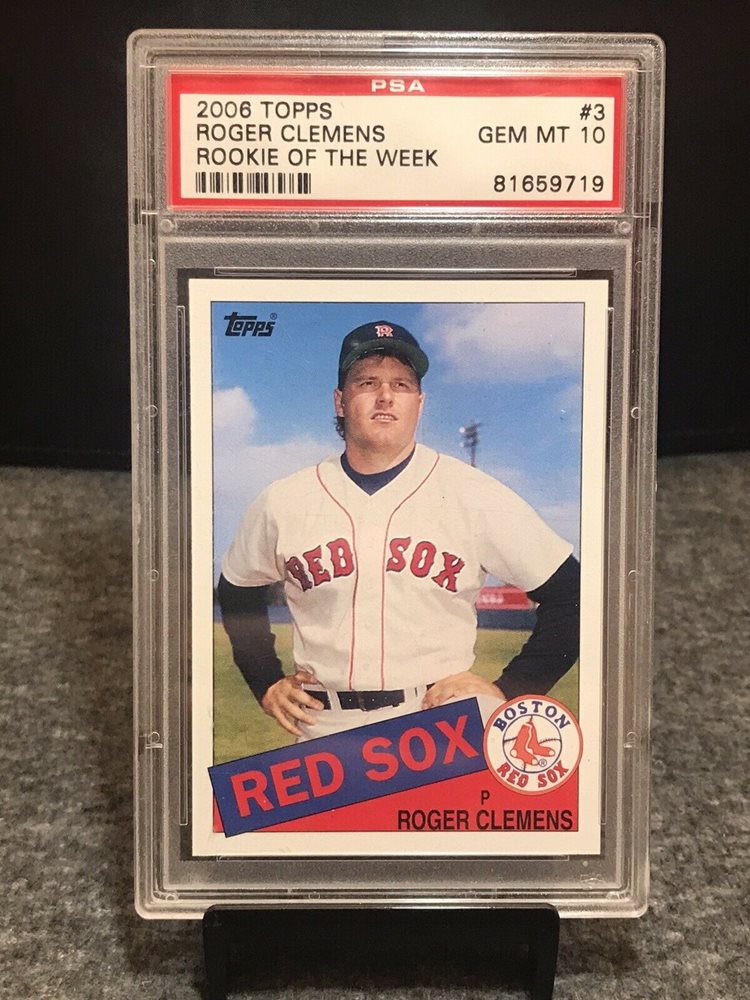 PSA
2006 TOPPS #3
ROGER CLEMENS GEM MT 10
ROOKIE OF THE WEEK
81659719
Topps®
B
RED SOX
RED SOX
BOSTON
RED SOX
®
P
ROGER CLEMENS